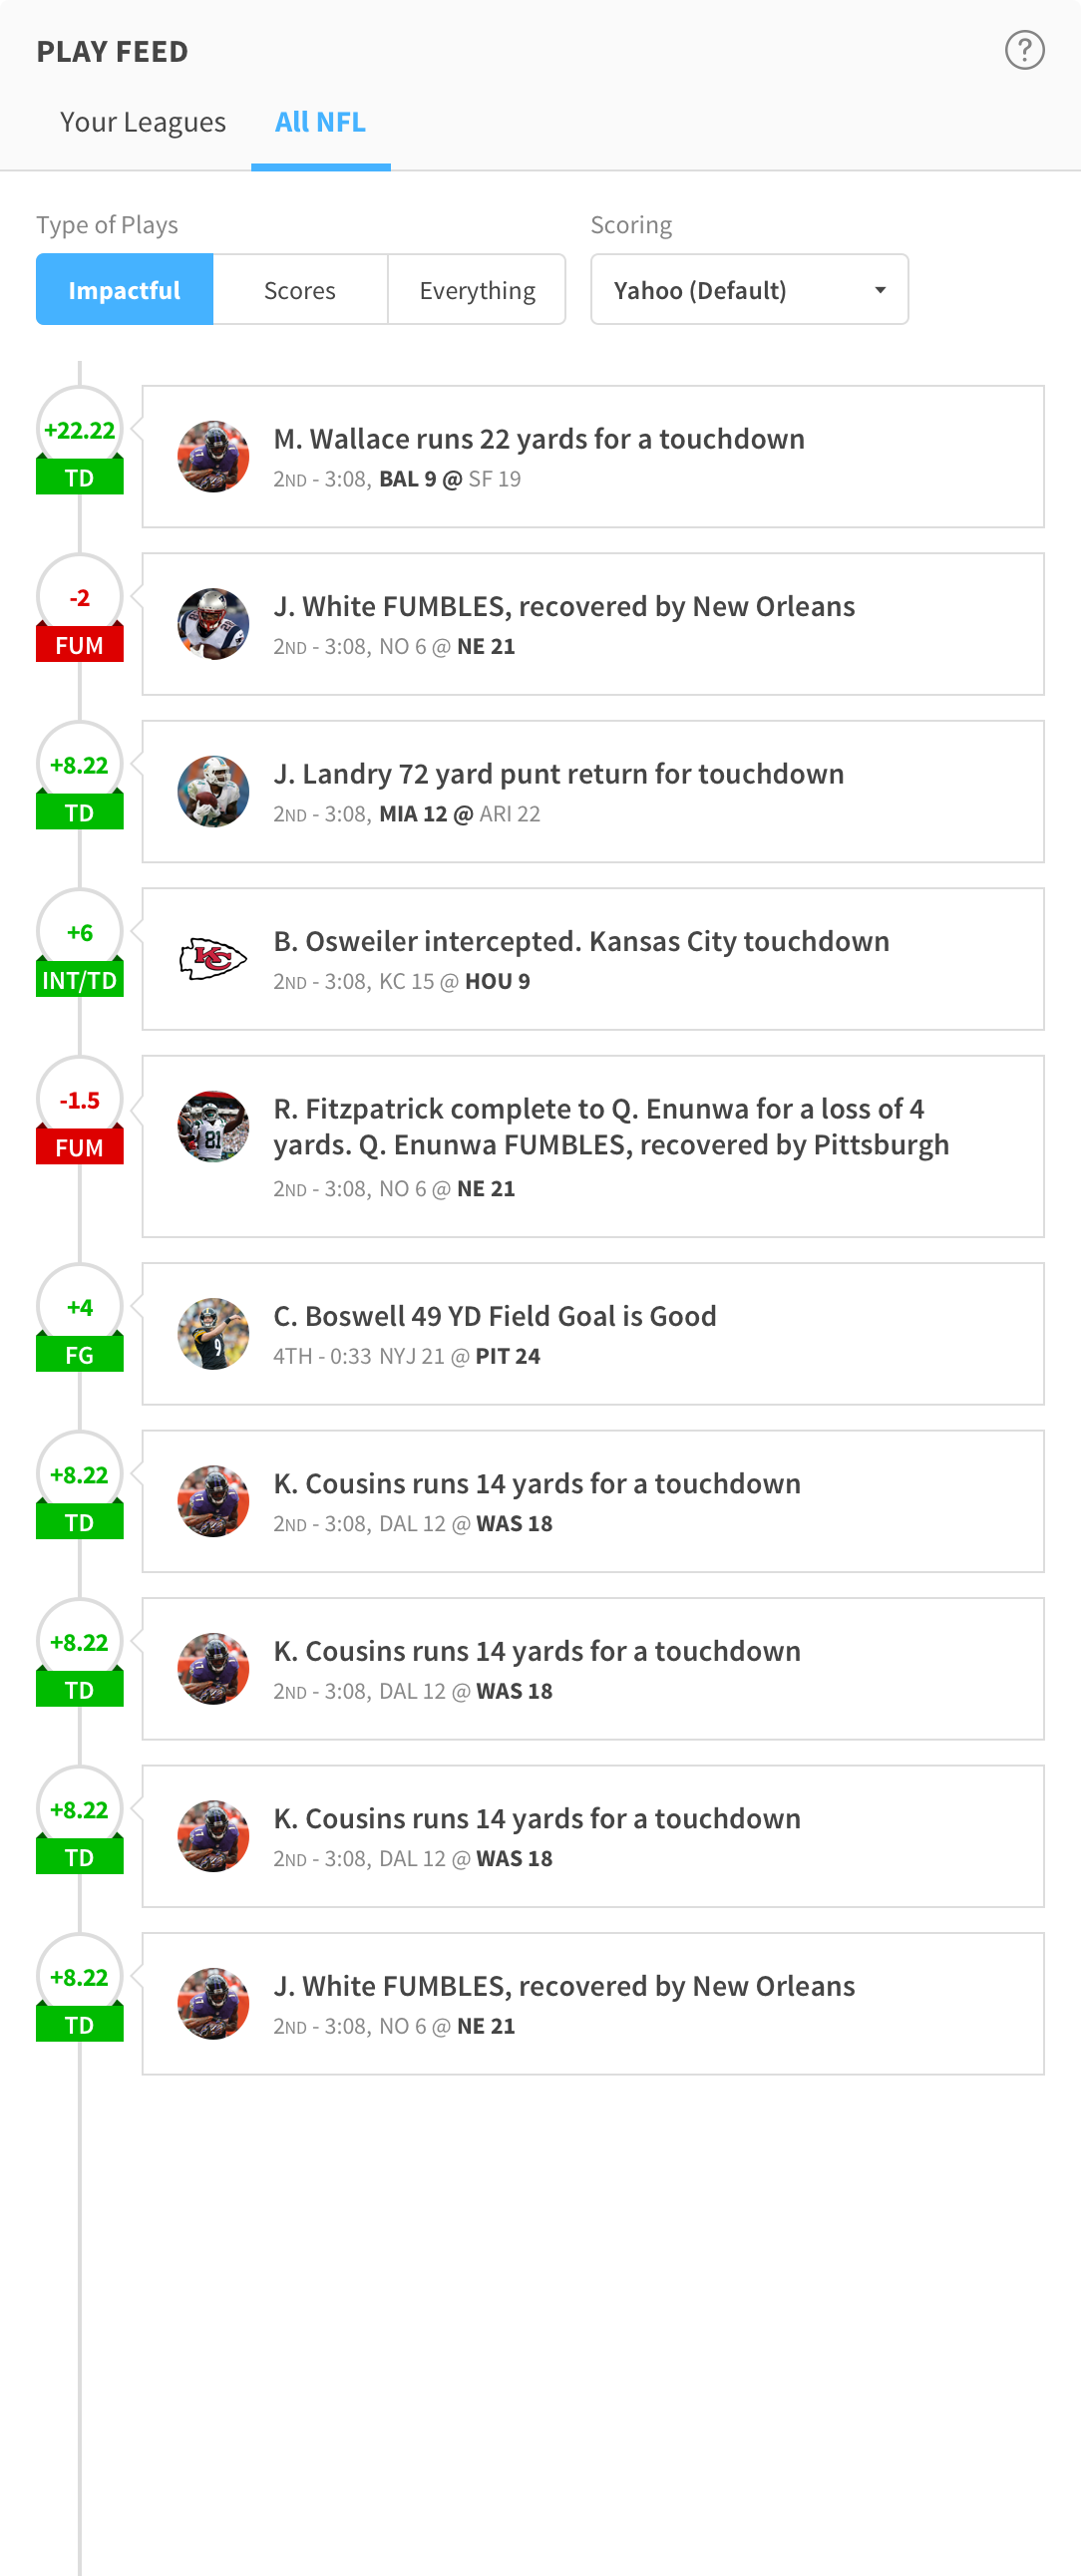 PLAY FEED
?
Your Leagues All NFL
Type of Plays Scoring
Impactful Scores Everything Yahoo (Default)
+22.22
TD
M. Wallace runs 22 yards for a touchdown
2ND - 3:08, BAL 9 @ SF 19
-2
FUM
J. White FUMBLES, recovered by New Orleans
2ND - 3:08, NO 6 @ NE 21
+8.22
TD
J. Landry 72 yard punt return for touchdown
2ND - 3:08, MIA 12 @ ARI 22
+6
INT/TD
KC
B. Osweiler intercepted. Kansas City touchdown
2ND - 3:08, KC 15 @ HOU 9
-1.5
FUM
81
R. Fitzpatrick complete to Q. Enunwa for a loss of 4
yards. Q. Enunwa FUMBLES, recovered by Pittsburgh
2ND - 3:08, NO 6 @ NE 21
+4
FG
9
C. Boswell 49 YD Field Goal is Good
4TH - 0:33 NYJ 21 @ PIT 24
+8.22
TD
K. Cousins runs 14 yards for a touchdown
2ND - 3:08, DAL 12 @ WAS 18
+8.22
TD
K. Cousins runs 14 yards for a touchdown
2ND - 3:08, DAL 12 @ WAS 18
+8.22
TD
K. Cousins runs 14 yards for a touchdown
2ND - 3:08, DAL 12 @ WAS 18
+8.22
TD
J. White FUMBLES, recovered by New Orleans
2ND - 3:08, NO 6 @ NE 21